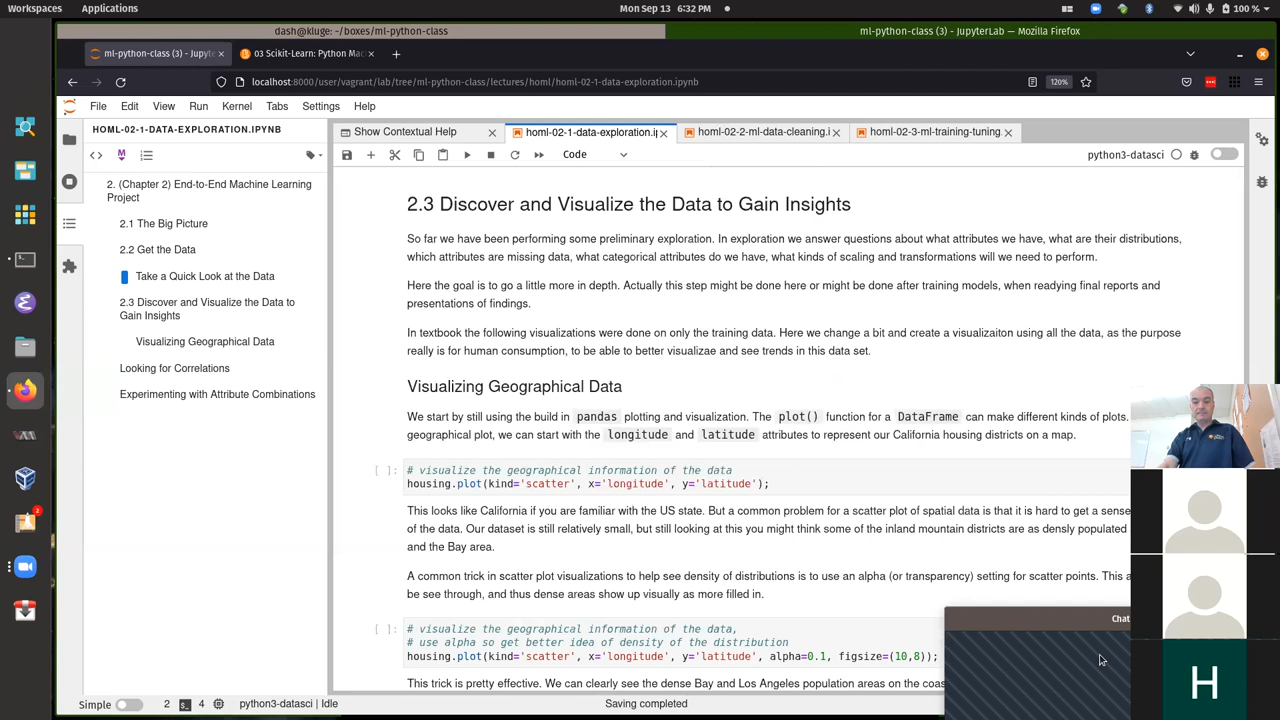 Workspaces Applications Mon Sep 13 6:32 PM 100 %
dash@kluge: ~/boxes/ml-python-class ml-python-class (3) - JupyterLab — Mozilla Firefox
ml-python-class (3) - Jupyte 03 Scikit-Learn: Python Mac
localhost:8000/user/vagrant/lab/tree/ml-python-class/lectures/homl/homl-02-1-data-exploration.ipynb 120%
File Edit View Run Kernel Tabs Settings Help
HOML-02-1-DATA-EXPLORATION.IPYNB
Show Contextual Help homl-02-1-data-exploration.i homl-02-2-ml-data-cleaning.i homl-02-3-ml-training-tuning.
Code python3-datasci
2. (Chapter 2) End-to-End Machine Learning
Project
2.1 The Big Picture
2.2 Get the Data
Take a Quick Look at the Data
2.3 Discover and Visualize the Data to
Gain Insights
Visualizing Geographical Data
Looking for Correlations
Experimenting with Attribute Combinations
2.3 Discover and Visualize the Data to Gain Insights
So far we have been performing some preliminary exploration. In exploration we answer questions about what attributes we have, what are their distributions,
which attributes are missing data, what categorical attributes do we have, what kinds of scaling and transformations will we need to perform.
Here the goal is to go a little more in depth. Actually this step might be done here or might be done after training models, when readying final reports and
presentations of findings.
In textbook the following visualizations were done on only the training data. Here we change a bit and create a visualizaiton using all the data, as the purpose
really is for human consumption, to be able to better visualizae and see trends in this data set.
Visualizing Geographical Data
We start by still using the build in pandas plotting and visualization. The plot() function for a DataFrame can make different kinds of plots.
geographical plot, we can start with the longitude and latitude attributes to represent our California housing districts on a map.
[ ]: # visualize the geographical information of the data
housing.plot(kind='scatter', x='longitude', y='latitude');
This looks like California if you are familiar with the US state. But a common problem for a scatter plot of spatial data is that it is hard to get a sense
of the data. Our dataset is still relatively small, but still looking at this you might think some of the inland mountain districts are as densly populated
and the Bay area.
A common trick in scatter plot visualizations to help see density of distributions is to use an alpha (or transparency) setting for scatter points. This a
be see through, and thus dense areas show up visually as more filled in.
[ ]: # visualize the geographical information of the data,
# use alpha so get better idea of density of the distribution
housing.plot(kind='scatter', x='longitude', y='latitude', alpha=0.1, figsize=(10,8));
This trick is pretty effective. We can clearly see the dense Bay and Los Angeles population areas on the coas
Chat
H
Simple 2 4 python3-datasci | Idle Saving completed